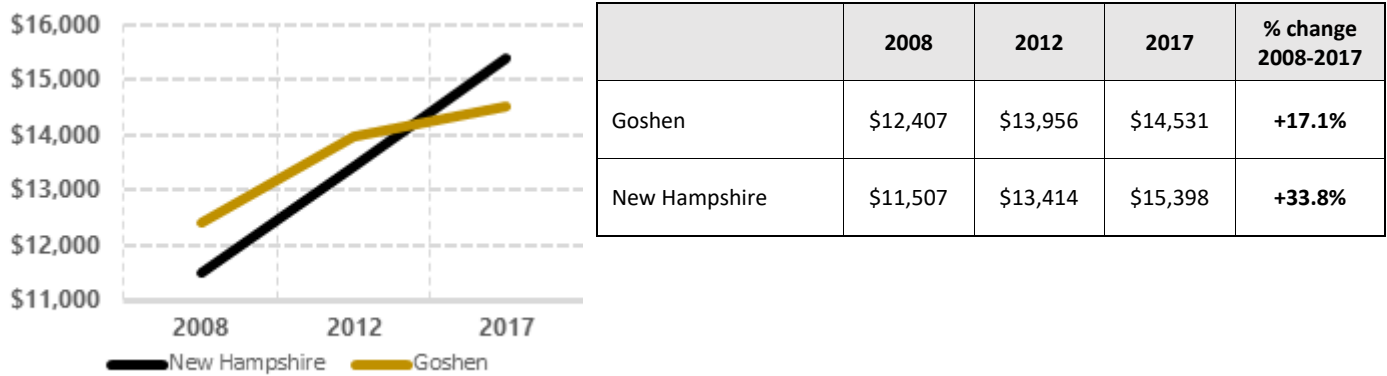 $16,000
$15,000
$14,000
$13,000
$12,000
$11,000
2008 2012 2017
New Hampshire Goshen
2008 2012 2017 % change
2008-2017
Goshen $12,407 $13,956 $14,531 +17.1%
New Hampshire $11,507 $13,414 $15,398 +33.8%